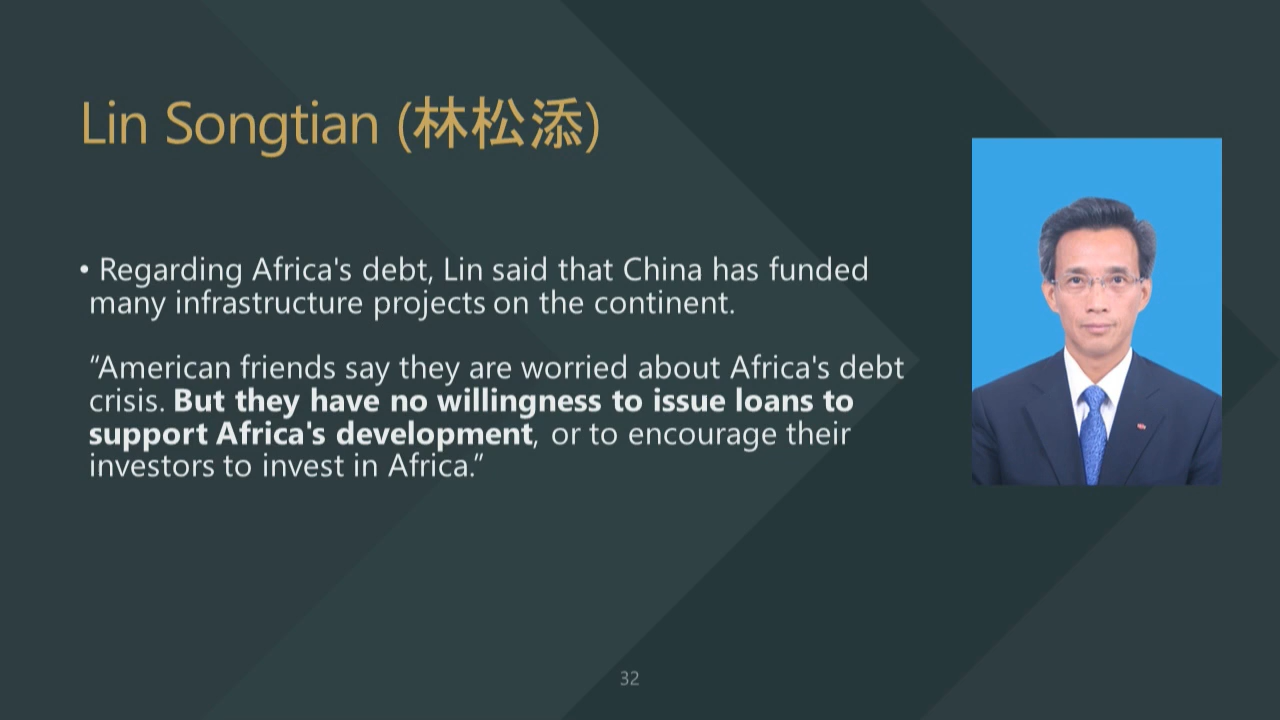 Lin Songtian (林松添)
• Regarding Africa's debt, Lin said that China has funded
many infrastructure projects on the continent.
“American friends say they are worried about Africa's debt
crisis. But they have no willingness to issue loans to
support Africa's development, or to encourage their
investors to invest in Africa.”
32